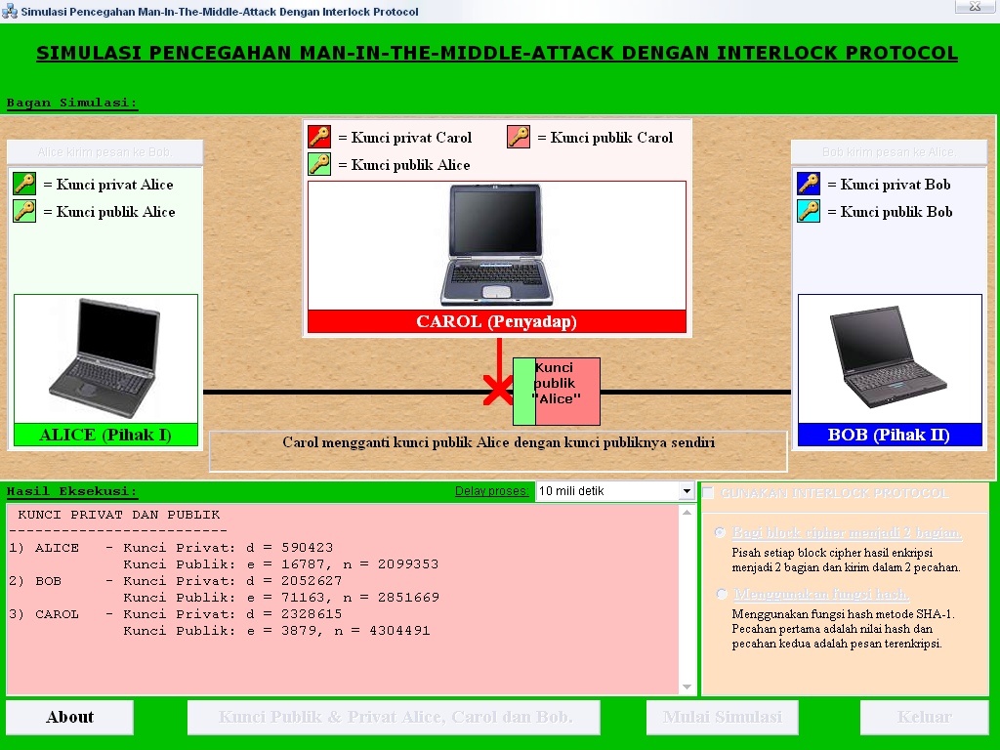 Simulasi Pencegahan Man-In-The-Middle-Attack Dengan Interlock Protocol
SIMULASI PENCEGAHAN MAN-IN-THE-MIDDLE-ATTACK DENGAN INTERLOCK PROTOCOL
Bagan Simulasi:
Alice kirim pesan ke Bob.
= Kunci privat Alice
= Kunci publik Alice
ALICE (Pihak I)
= Kunci privat Carol
= Kunci publik Carol
= Kunci publik Alice
hp
CAROL (Penyadap)
Kunci
publik
"Alice"
Carol mengganti kunci publik Alice dengan kunci publiknya sendiri
Bob kirim pesan ke Alice.
= Kunci privat Bob
= Kunci publik Bob
BOB (Pihak II)
Hasil Eksekusi:
Delay proses:
10 mili detik
KUNCI PRIVAT DAN PUBLIK
-------------------------
1) ALICE - Kunci Privat: d = 590423
Kunci Publik: e = 16787, n = 2099353
2) BOB - Kunci Privat: d = 2052627
Kunci Publik: e = 71163, n = 2851669
3) CAROL - Kunci Privat: d = 2328615
Kunci Publik: e = 3879, n = 4304491
GUNAKAN INTERLOCK PROTOCOL
Bagi block cipher menjadi 2 bagian.
Pisah setiap block cipher hasil enkripsi
menjadi 2 bagian dan kirim dalam 2 pecahan.
Menggunakan fungsi hash.
Menggunakan fungsi hash metode SHA-1.
Pecahan pertama adalah nilai hash dan
pecahan kedua adalah pesan terenkripsi.
About
Kunci Publik & Privat Alice, Carol dan Bob.
Mulai Simulasi
Keluar